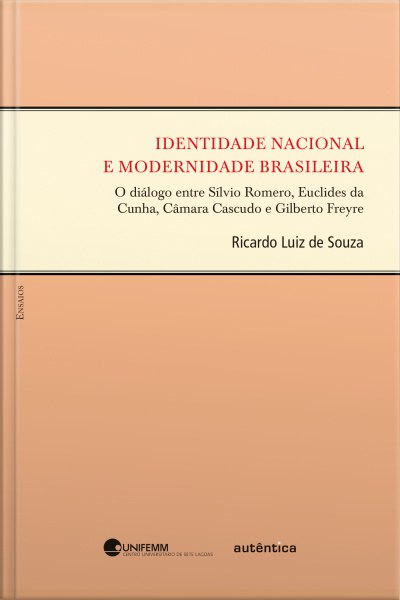 IDENTIDADE NACIONAL
E MODERNIDADE BRASILEIRA
O diálogo entre Sílvio Romero, Euclides da
Cunha, Câmara Cascudo e Gilberto Freyre
Ricardo Luiz de Souza
ENSAIOS
UNIFEMM
CENTRO UNIVERSITÁRIO DE SETE LAGOAS
autêntica